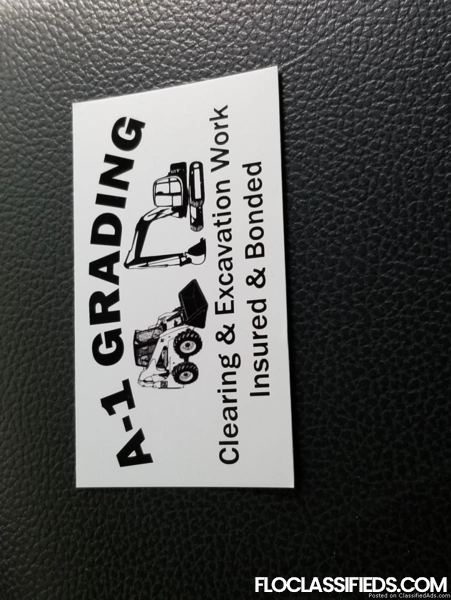 A-1 GRADING
Clearing & Excavation Work
Insured & Bonded
FLOCLASSIFIEDS.COM
Posted on ClassifiedAds.com